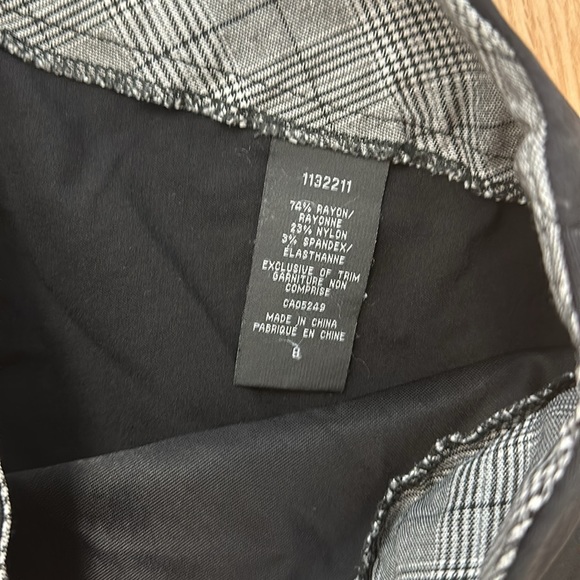 1132211
74% RAYON/
RAYONNE
23% NYLON
3% SPANDEX/
ÉLASTHANNE
EXCLUSIVE OF TRIM
GARNITURE NON
COMPRISE
CA05249
MADE IN CHINA
FABRIQUÉ EN CHINE